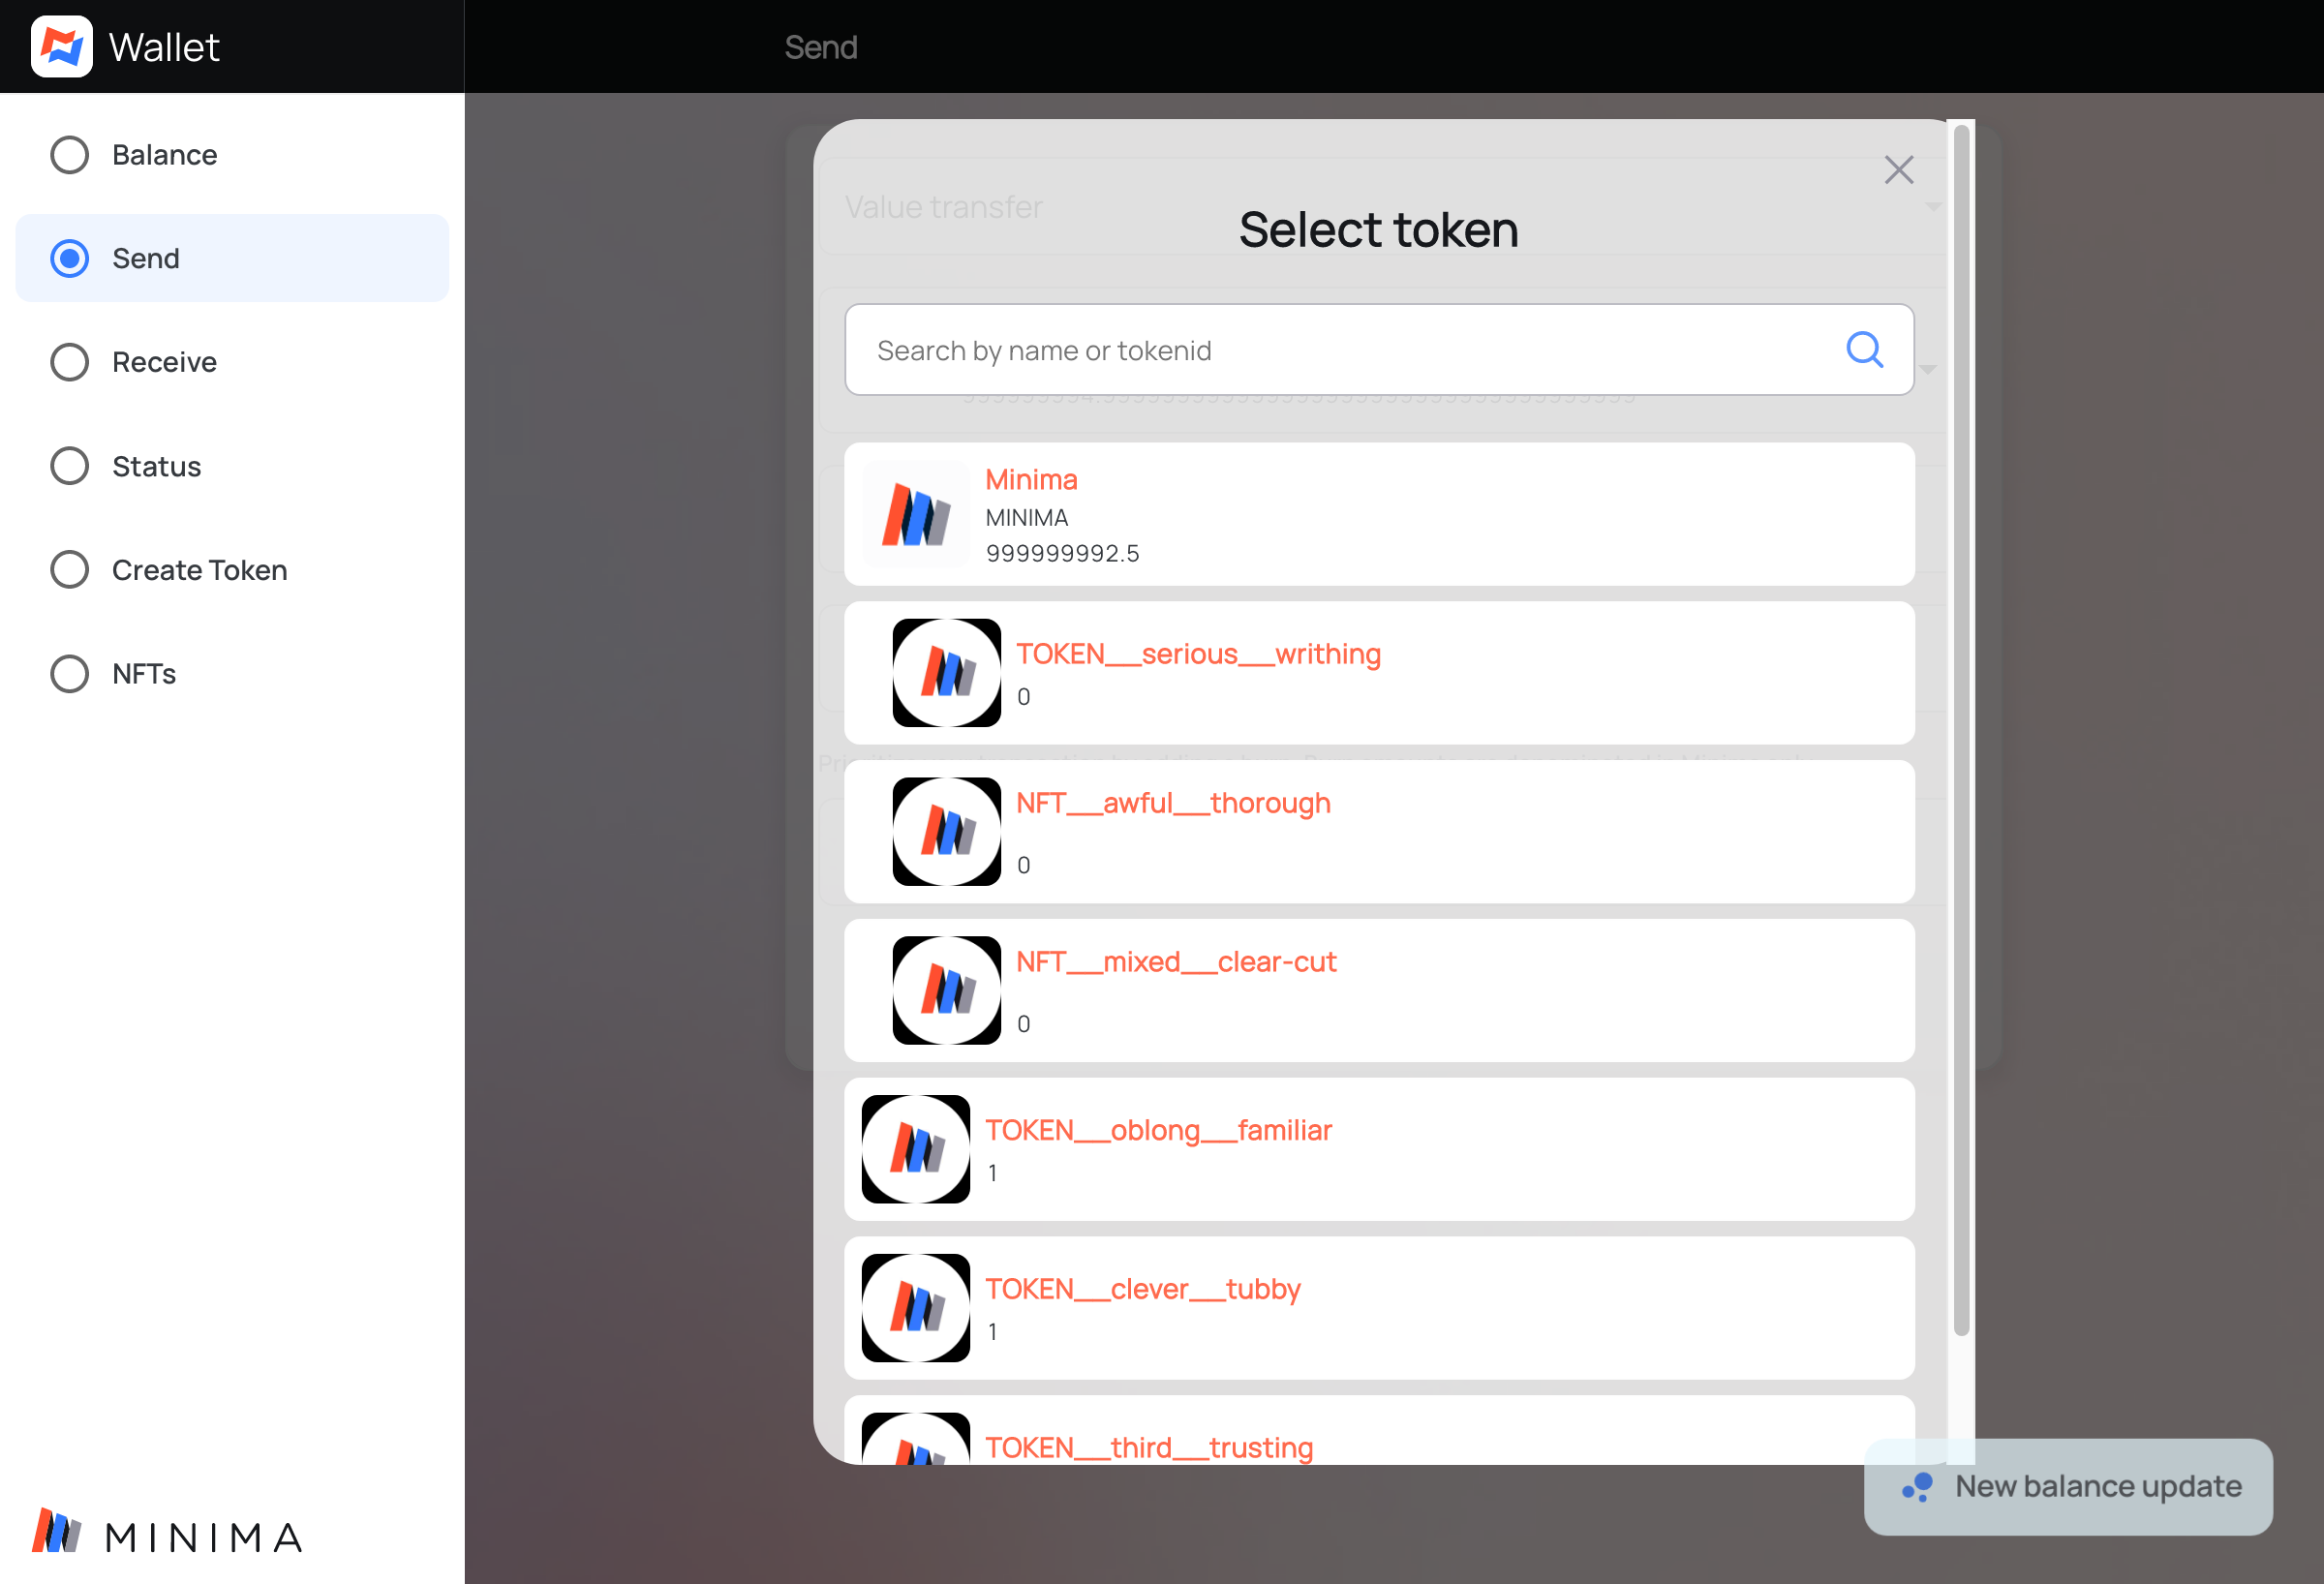 Wallet
Send
Balance
Send
Receive
Status
Create Token
NFTs
MINIMA
Value transfer
Select token
Search by name or tokenid
Minima
MINIMA
999999992.5
TOKEN__serious__writhing
0
NFT__awful__thorough
0
NFT__mixed__clear-cut
0
TOKEN__oblong__familiar
1
TOKEN__clever__tubby
1
TOKEN__third__trusting
New balance update